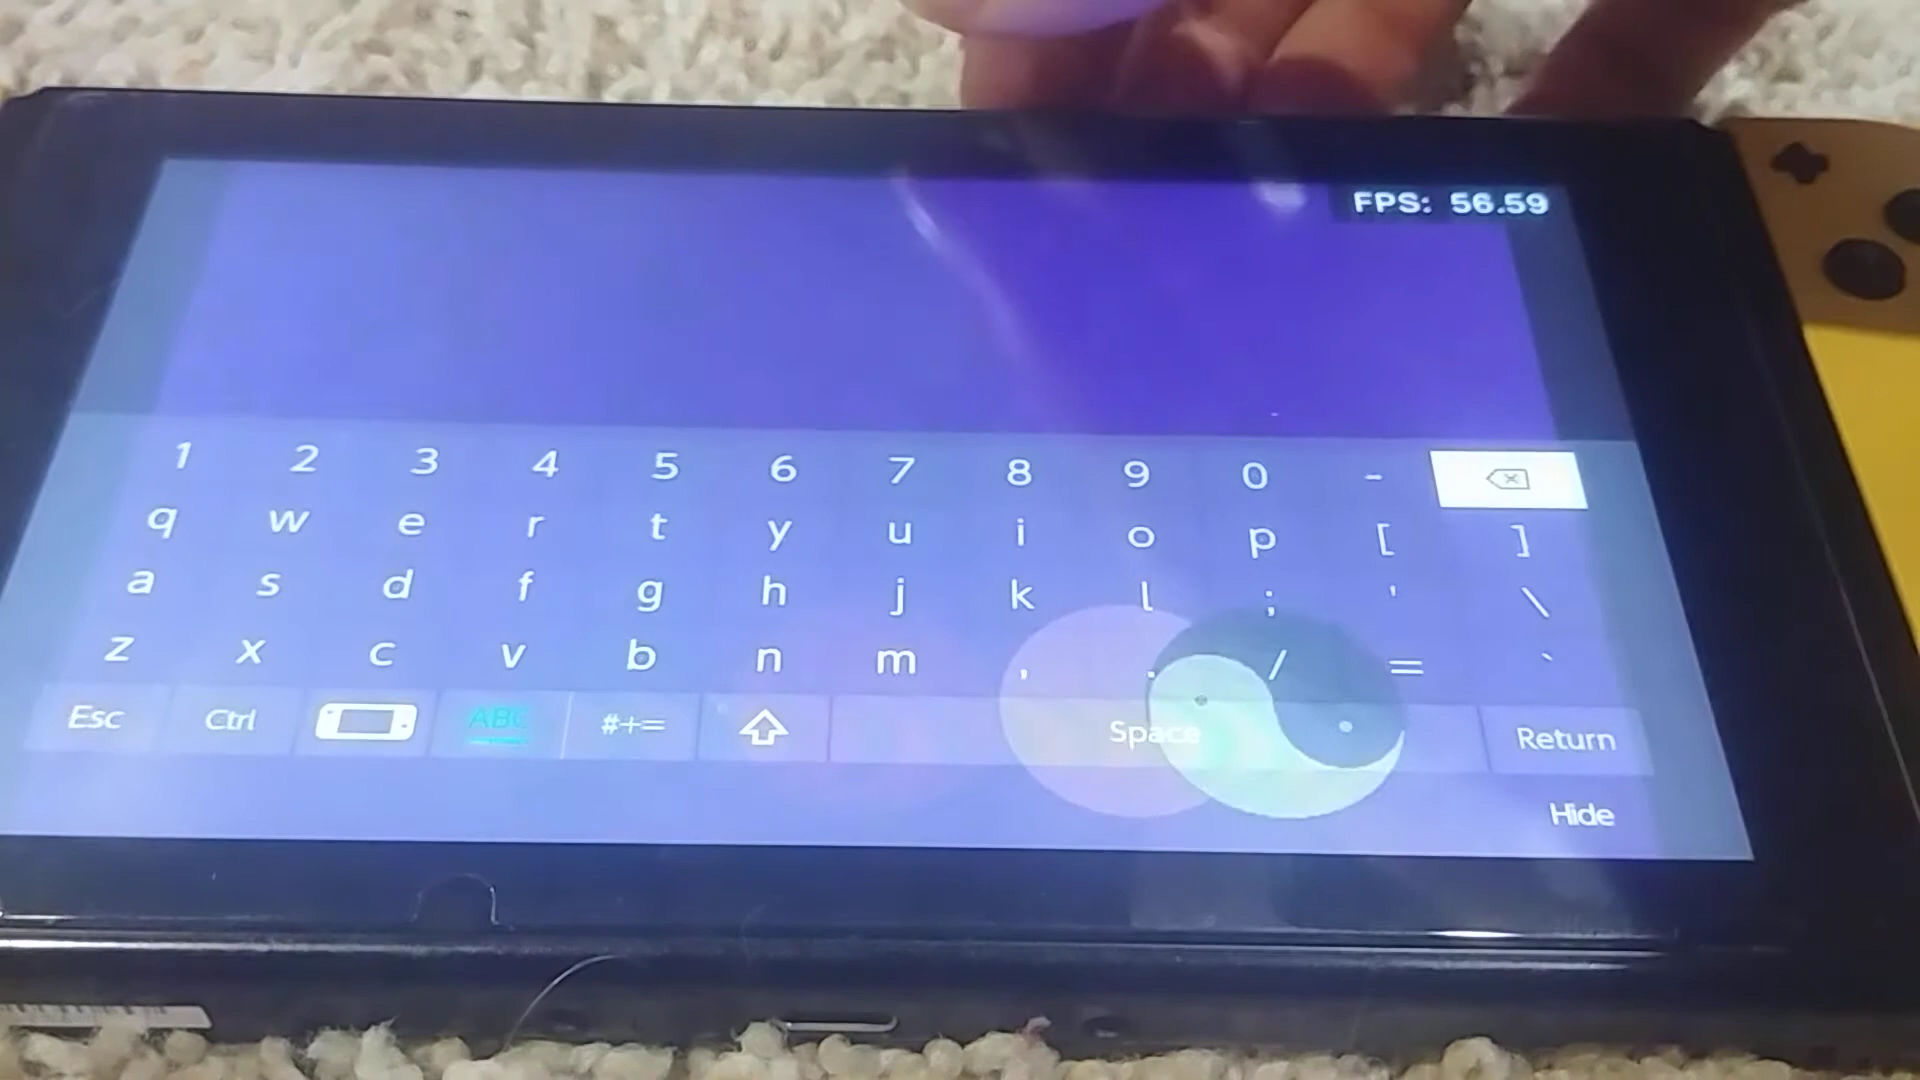 FPS: 56.59
1 2 3 4 5 6 7 8 9 0 -
q w e r t y u i o p [ ]
a s d f g h j k l ; ' \
z x c v b n m , . / = `
Esc Ctrl ABC #+= Space Return
Hide